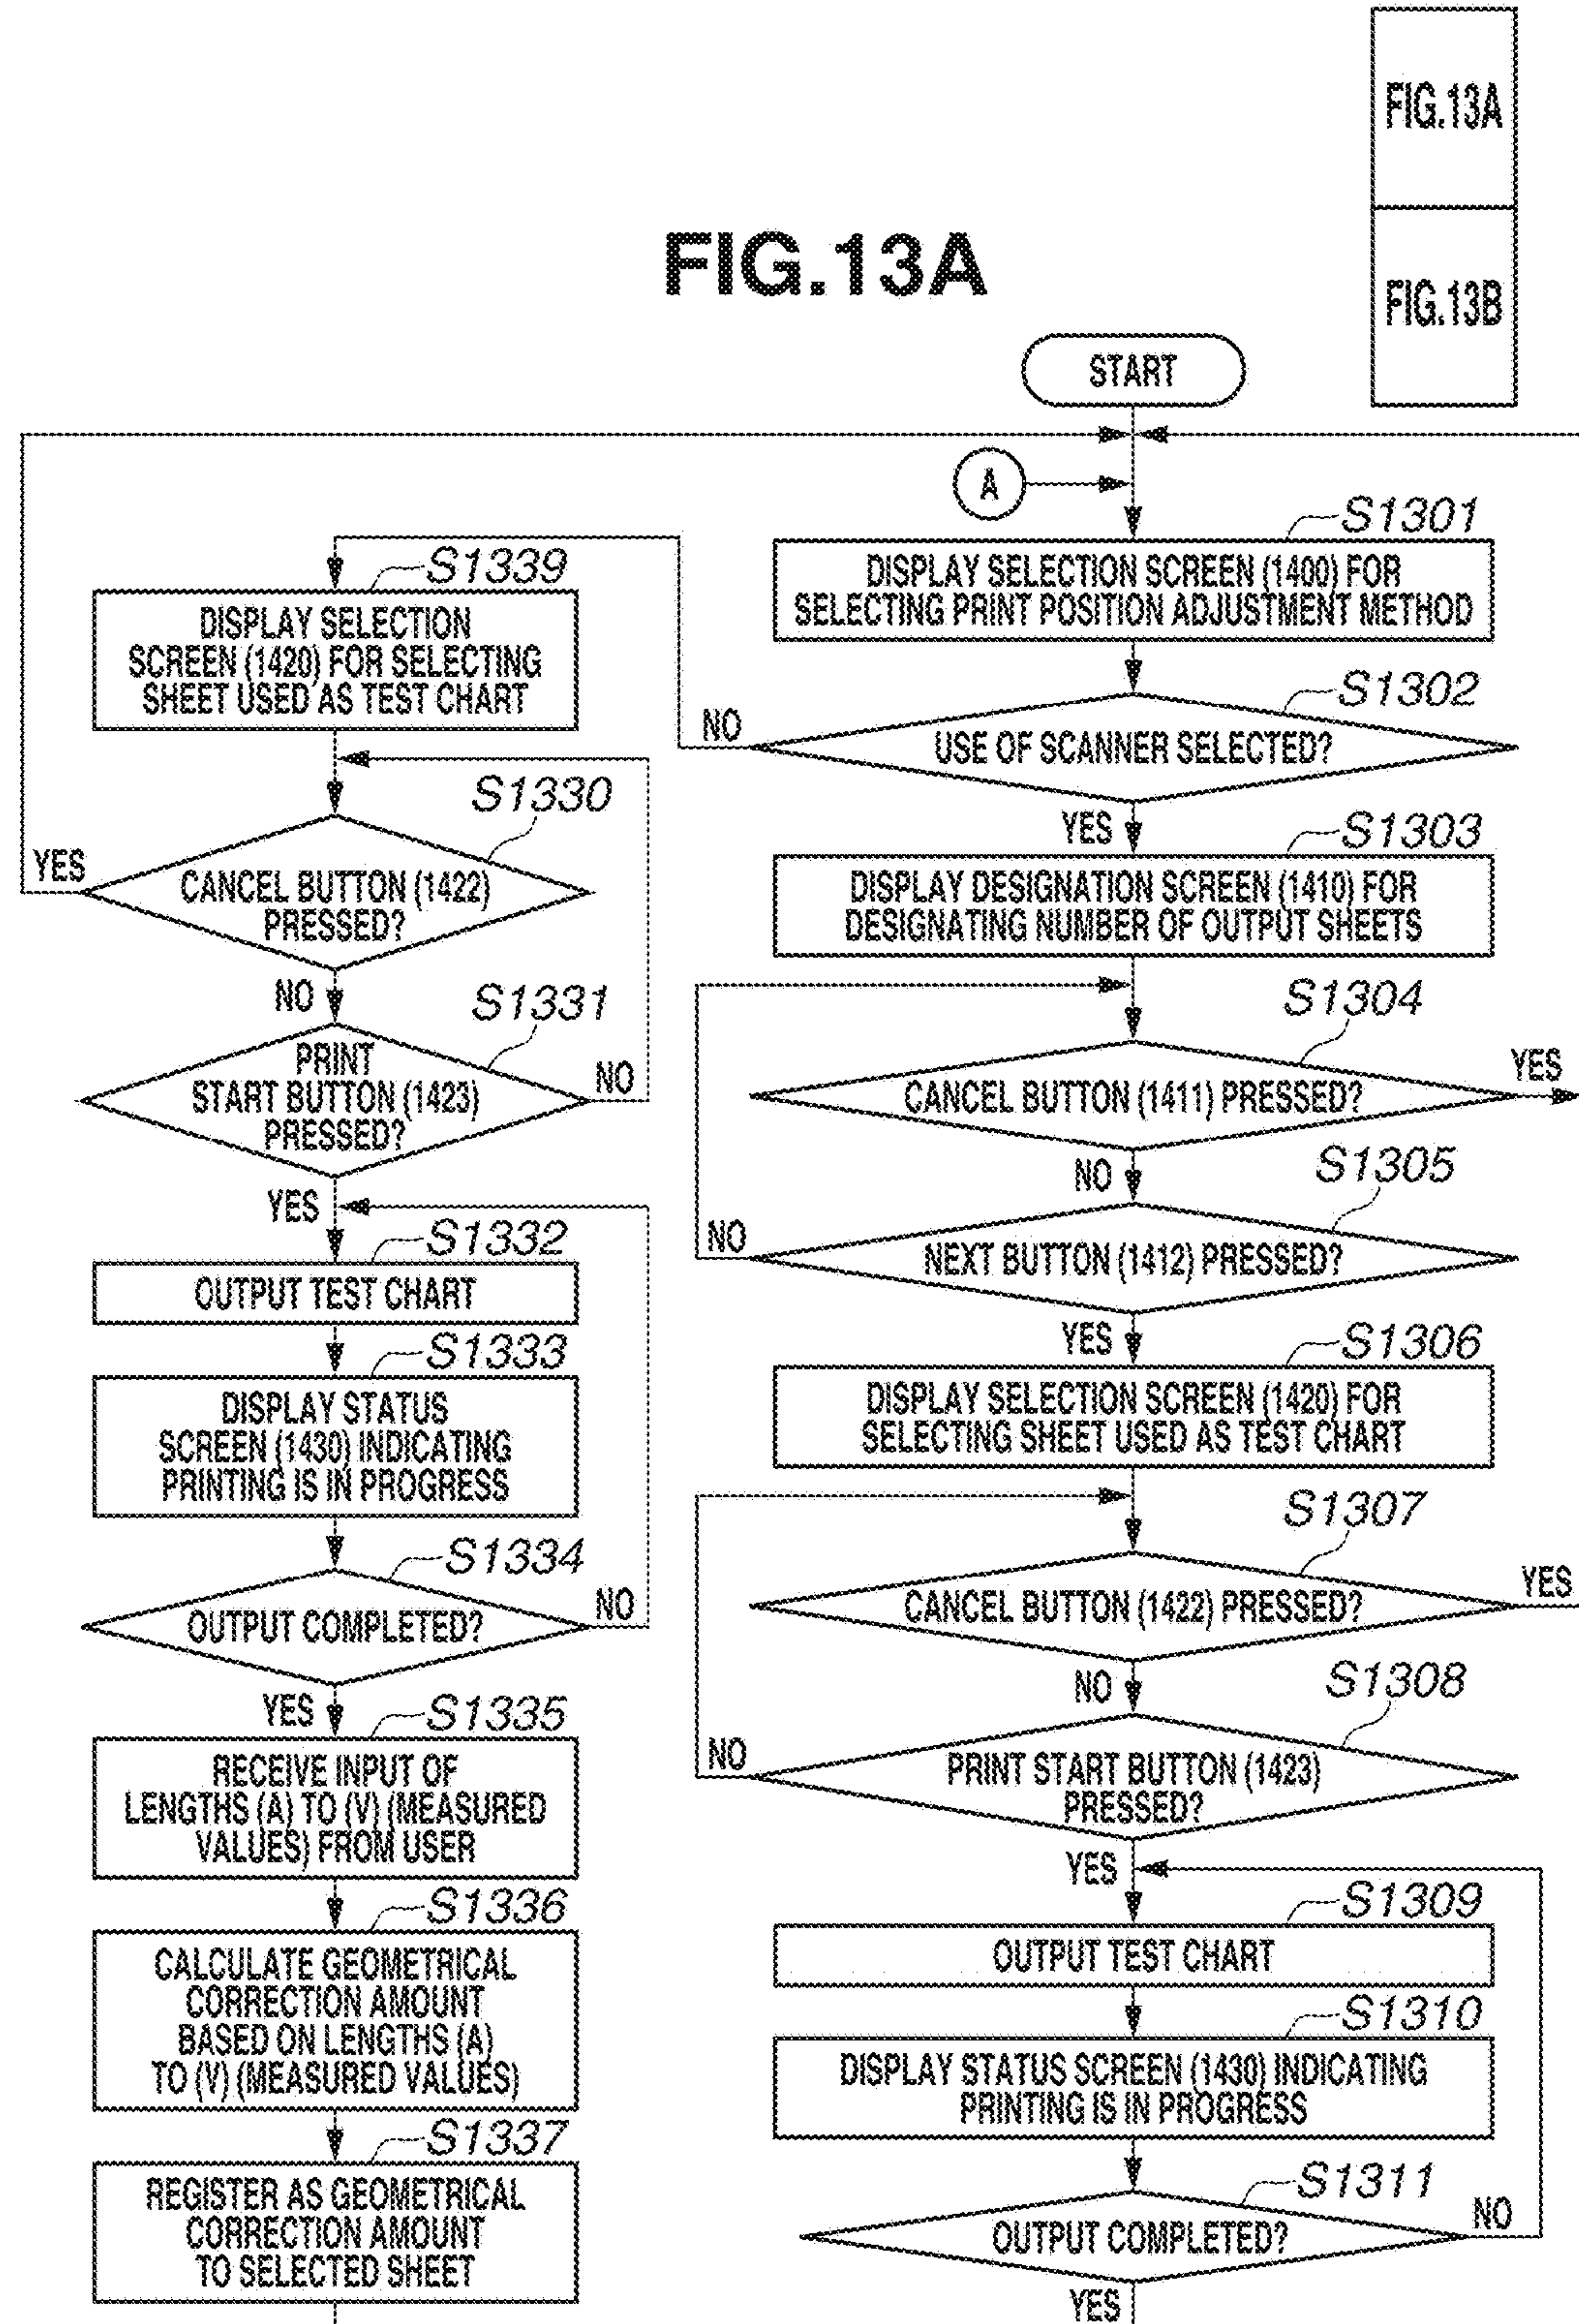 FIG.13A
FIG.13B
FIG.13A
START
A
S1301
DISPLAY SELECTION SCREEN (1400) FOR
SELECTING PRINT POSITION ADJUSTMENT METHOD
S1302
USE OF SCANNER SELECTED?
NO
YES
S1303
DISPLAY DESIGNATION SCREEN (1410) FOR
DESIGNATING NUMBER OF OUTPUT SHEETS
S1304
CANCEL BUTTON (1411) PRESSED?
YES
NO
S1305
NEXT BUTTON (1412) PRESSED?
NO
YES
S1306
DISPLAY SELECTION SCREEN (1420) FOR
SELECTING SHEET USED AS TEST CHART
S1307
CANCEL BUTTON (1422) PRESSED?
YES
NO
S1308
PRINT START BUTTON (1423)
PRESSED?
NO
YES
S1309
OUTPUT TEST CHART
S1310
DISPLAY STATUS SCREEN (1430) INDICATING
PRINTING IS IN PROGRESS
S1311
OUTPUT COMPLETED?
NO
YES
S1339
DISPLAY SELECTION
SCREEN (1420) FOR SELECTING
SHEET USED AS TEST CHART
S1330
CANCEL BUTTON (1422)
PRESSED?
YES
NO
S1331
PRINT
START BUTTON (1423)
PRESSED?
NO
YES
S1332
OUTPUT TEST CHART
S1333
DISPLAY STATUS
SCREEN (1430) INDICATING
PRINTING IS IN PROGRESS
S1334
OUTPUT COMPLETED?
NO
YES
S1335
RECEIVE INPUT OF
LENGTHS (A) TO (V) (MEASURED
VALUES) FROM USER
S1336
CALCULATE GEOMETRICAL
CORRECTION AMOUNT
BASED ON LENGTHS (A)
TO (V) (MEASURED VALUES)
S1337
REGISTER AS GEOMETRICAL
CORRECTION AMOUNT
TO SELECTED SHEET